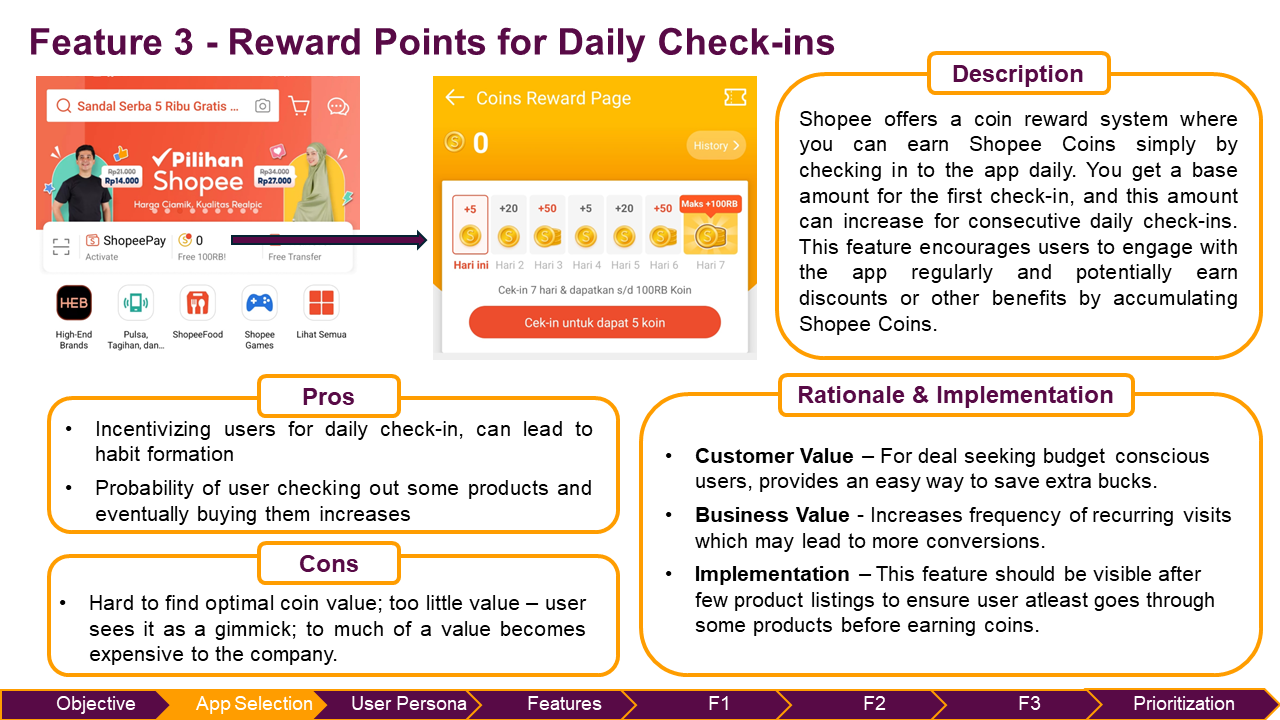 Feature 3 - Reward Points for Daily Check-ins
Sandal Serba 5 Ribu Gratis ...
Pilihan
Shopee
Rp21.000
Rp14.000
Rp34.000
Rp27.000
Harga Ciamik, Kualitas Realpic
ShopeePay
Activate
0
Free 100RB!
Free Transfer
HEB
High-End
Brands
Pulsa,
Tagihan, dan...
ShopeeFood
Shopee
Games
Lihat Semua
Coins Reward Page
0
History >
+5
+20
+50
+5
+20
+50
Maks +100RB
Hari ini
Hari 2
Hari 3
Hari 4
Hari 5
Hari 6
Hari 7
Cek-in 7 hari & dapatkan s/d 100RB Koin
Cek-in untuk dapat 5 koin
Description
Shopee offers a coin reward system where
you can earn Shopee Coins simply by
checking in to the app daily. You get a base
amount for the first check-in, and this amount
can increase for consecutive daily check-ins.
This feature encourages users to engage with
the app regularly and potentially earn
discounts or other benefits by accumulating
Shopee Coins.
Pros
• Incentivizing users for daily check-in, can lead to
habit formation
• Probability of user checking out some products and
eventually buying them increases
Cons
• Hard to find optimal coin value; too little value – user
sees it as a gimmick; to much of a value becomes
expensive to the company.
Rationale & Implementation
• Customer Value – For deal seeking budget conscious
users, provides an easy way to save extra bucks.
• Business Value - Increases frequency of recurring visits
which may lead to more conversions.
• Implementation – This feature should be visible after
few product listings to ensure user atleast goes through
some products before earning coins.
Objective
App Selection
User Persona
Features
F1
F2
F3
Prioritization